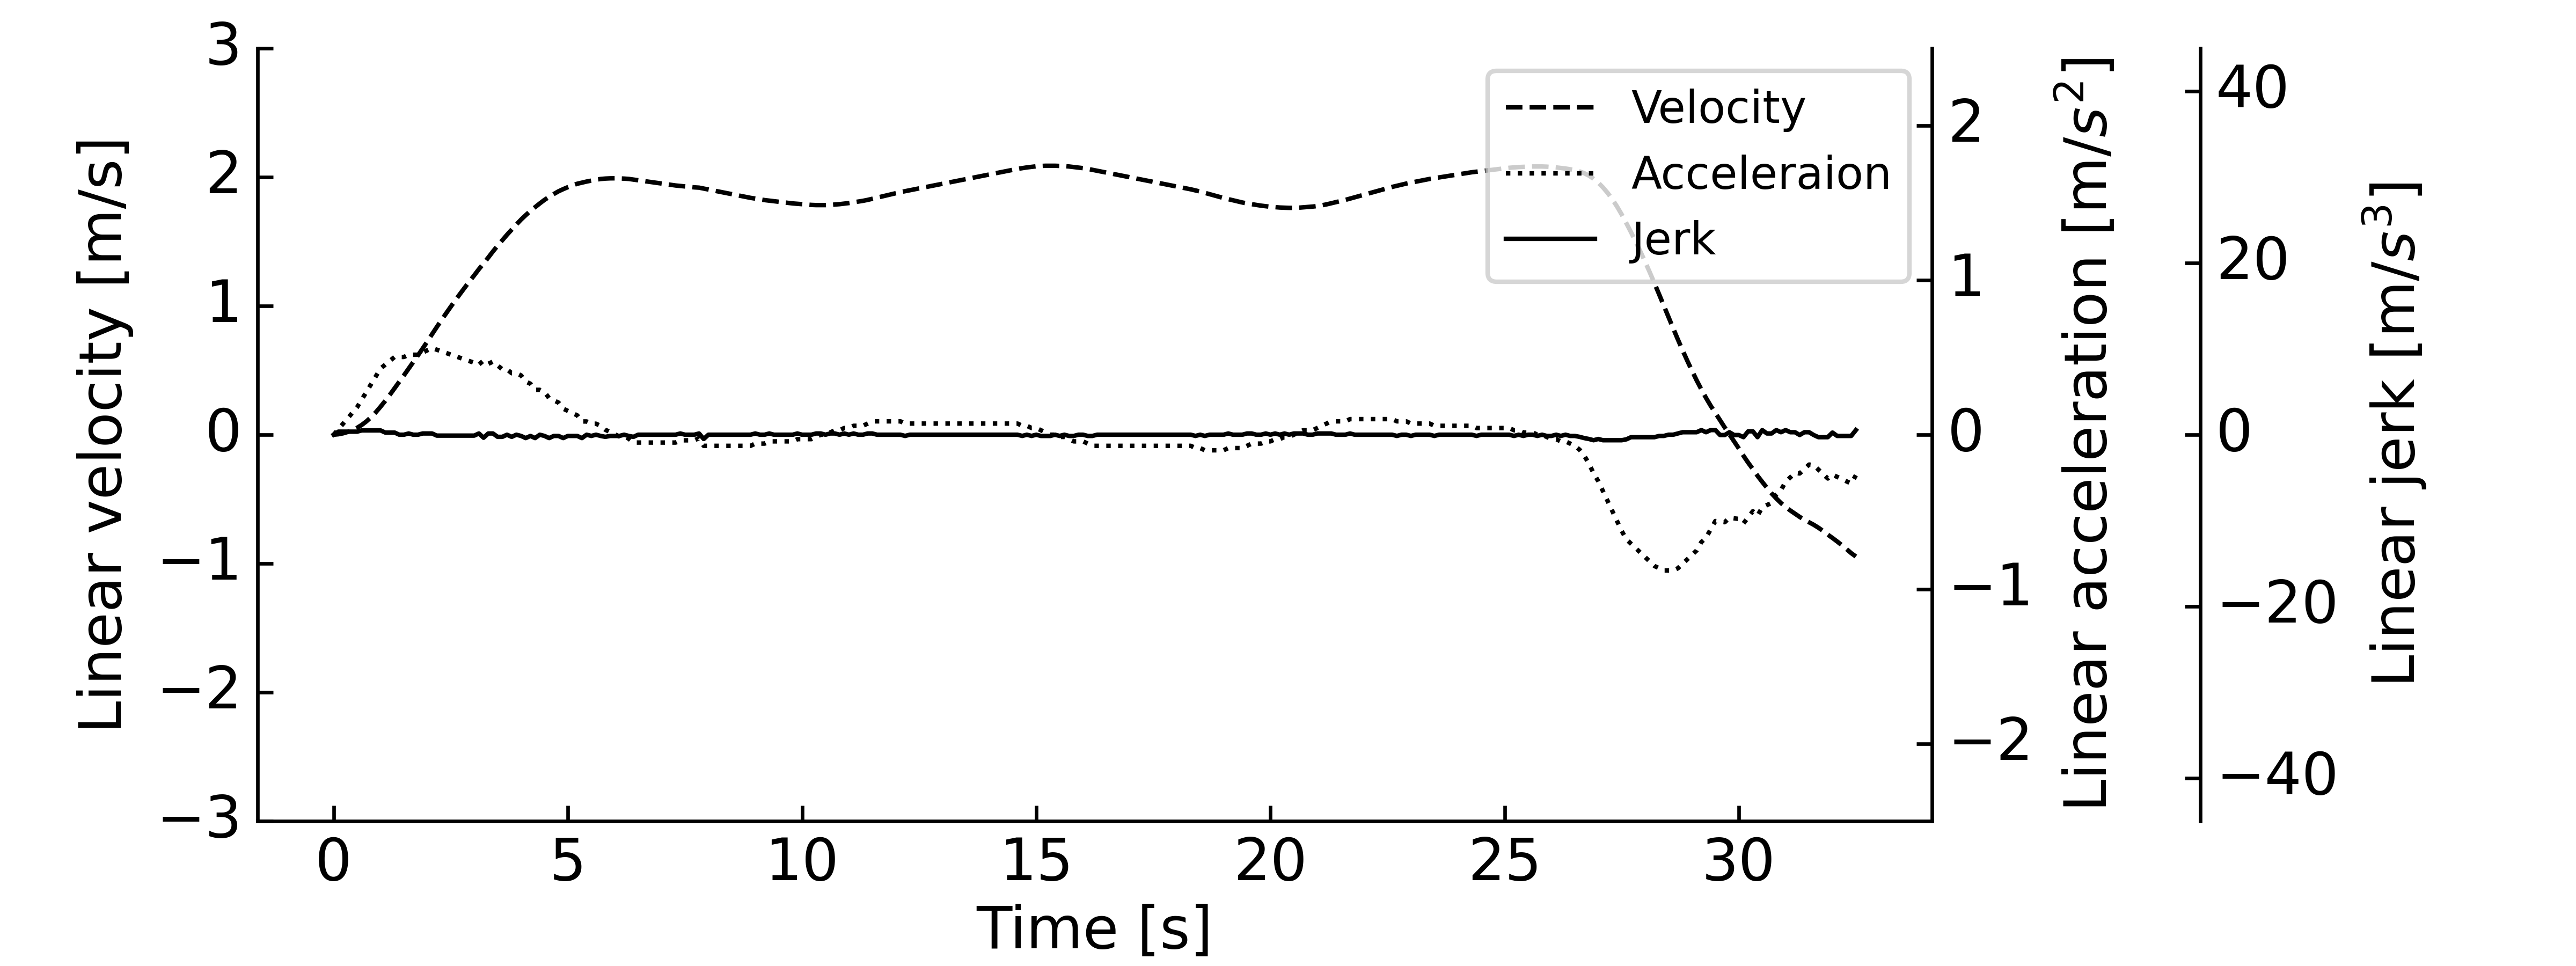 Linear velocity [m/s]
3
2
1
0
−1
−2
−3
0 5 10 15 20 25 30
Time [s]
Velocity
Acceleraion
Jerk
2
1
0
−1
−2
Linear acceleration [m/s²]
40
20
0
−20
−40
Linear jerk [m/s³]